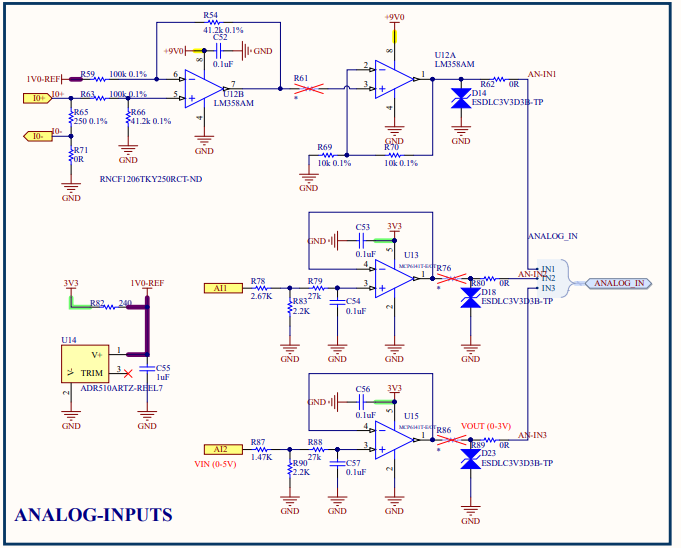 R54
41.2k 0.1%
C52
+9V0
GND
0.1uF
8
1V0-REF
R59
100k 0.1%
6
7
U12B
LM358AM
I0+
I0+
R63
100k 0.1%
5
4
GND
R65
250 0.1%
R66
41.2k 0.1%
GND
I0-
I0-
R71
0R
GND
RNCF1206TKY250RCT-ND
R61
*
+9V0
8
U12A
LM358AM
2
3
1
4
GND
R62
0R
AN-IN1
D14
ESDLC3V3D3B-TP
GND
R69
10k 0.1%
R70
10k 0.1%
GND
ANALOG_IN
C53
3V3
GND
0.1uF
5
U13
4
3
1
2
GND
R76
*
R80
0R
D18
ESDLC3V3D3B-TP
GND
IN1
IN2
IN3
ANALOG_IN
AI1
R78
2.67K
R79
27k
R83
2.2K
GND
C54
0.1uF
GND
3V3
1V0-REF
R82
240
U14
V+
1
TRIM
3
V-
2
ADR510ARTZ-REEL7
C55
1uF
GND
GND
C56
3V3
GND
0.1uF
5
U15
4
3
1
2
GND
R86
*
VOUT (0-3V)
AN-IN3
R89
0R
D23
ESDLC3V3D3B-TP
GND
AI2
VIN (0-5V)
R87
1.47K
R88
27k
R90
2.2K
GND
C57
0.1uF
GND
ANALOG-INPUTS